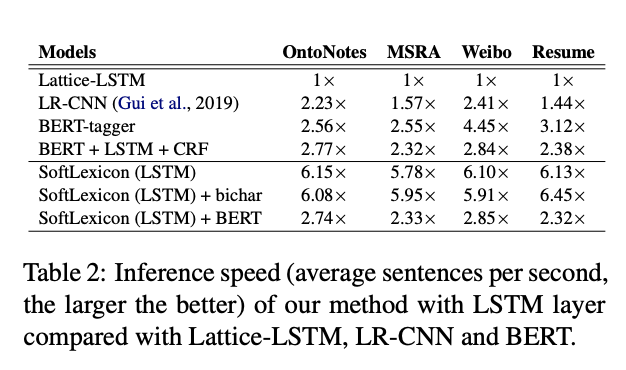 Models OntoNotes MSRA Weibo Resume
Lattice-LSTM 1× 1× 1× 1×
LR-CNN (Gui et al., 2019) 2.23× 1.57× 2.41× 1.44×
BERT-tagger 2.56× 2.55× 4.45× 3.12×
BERT + LSTM + CRF 2.77× 2.32× 2.84× 2.38×
SoftLexicon (LSTM) 6.15× 5.78× 6.10× 6.13×
SoftLexicon (LSTM) + bichar 6.08× 5.95× 5.91× 6.45×
SoftLexicon (LSTM) + BERT 2.74× 2.33× 2.85× 2.32×
Table 2: Inference speed (average sentences per second,
the larger the better) of our method with LSTM layer
compared with Lattice-LSTM, LR-CNN and BERT.